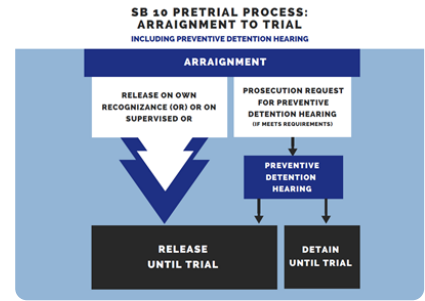 SB 10 PRETRIAL PROCESS:
ARRAIGNMENT TO TRIAL
INCLUDING PREVENTIVE DETENTION HEARING
ARRAIGNMENT
RELEASE ON OWN
RECOGNIZANCE (OR) OR ON
SUPERVISED OR
PROSECUTION REQUEST
FOR PREVENTIVE
DETENTION HEARING
(IF MEETS REQUIREMENTS)
PREVENTIVE
DETENTION
HEARING
RELEASE
UNTIL TRIAL
DETAIN
UNTIL TRIAL